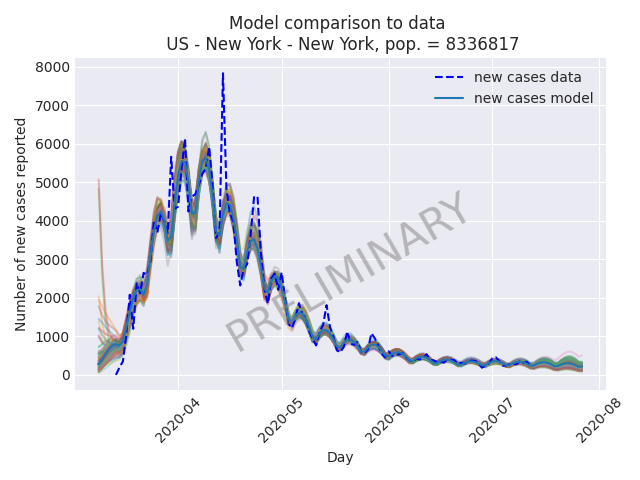 Model comparison to data
US - New York - New York, pop. = 8336817
new cases data
new cases model
8000
7000
6000
5000
4000
3000
2000
1000
0
Number of new cases reported
PRELIMINARY
2020-04
2020-05
2020-06
2020-07
2020-08
Day